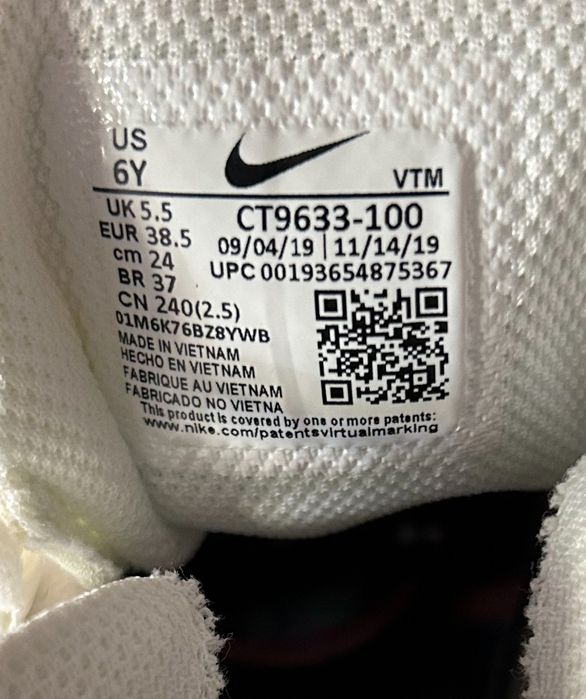 US
6Y
VTM
UK 5.5
EUR 38.5
cm 24
BR 37
CN 240(2.5)
01M6K76BZ8YWB
MADE IN VIETNAM
HECHO EN VIETNAM
FABRIQUE AU VIETNAM
FABRICADO NO VIETNA
CT9633-100
09/04/19 | 11/14/19
UPC 00193654875367
This product is covered by one or more patents:
www.nike.com/patentsvirtualmarking